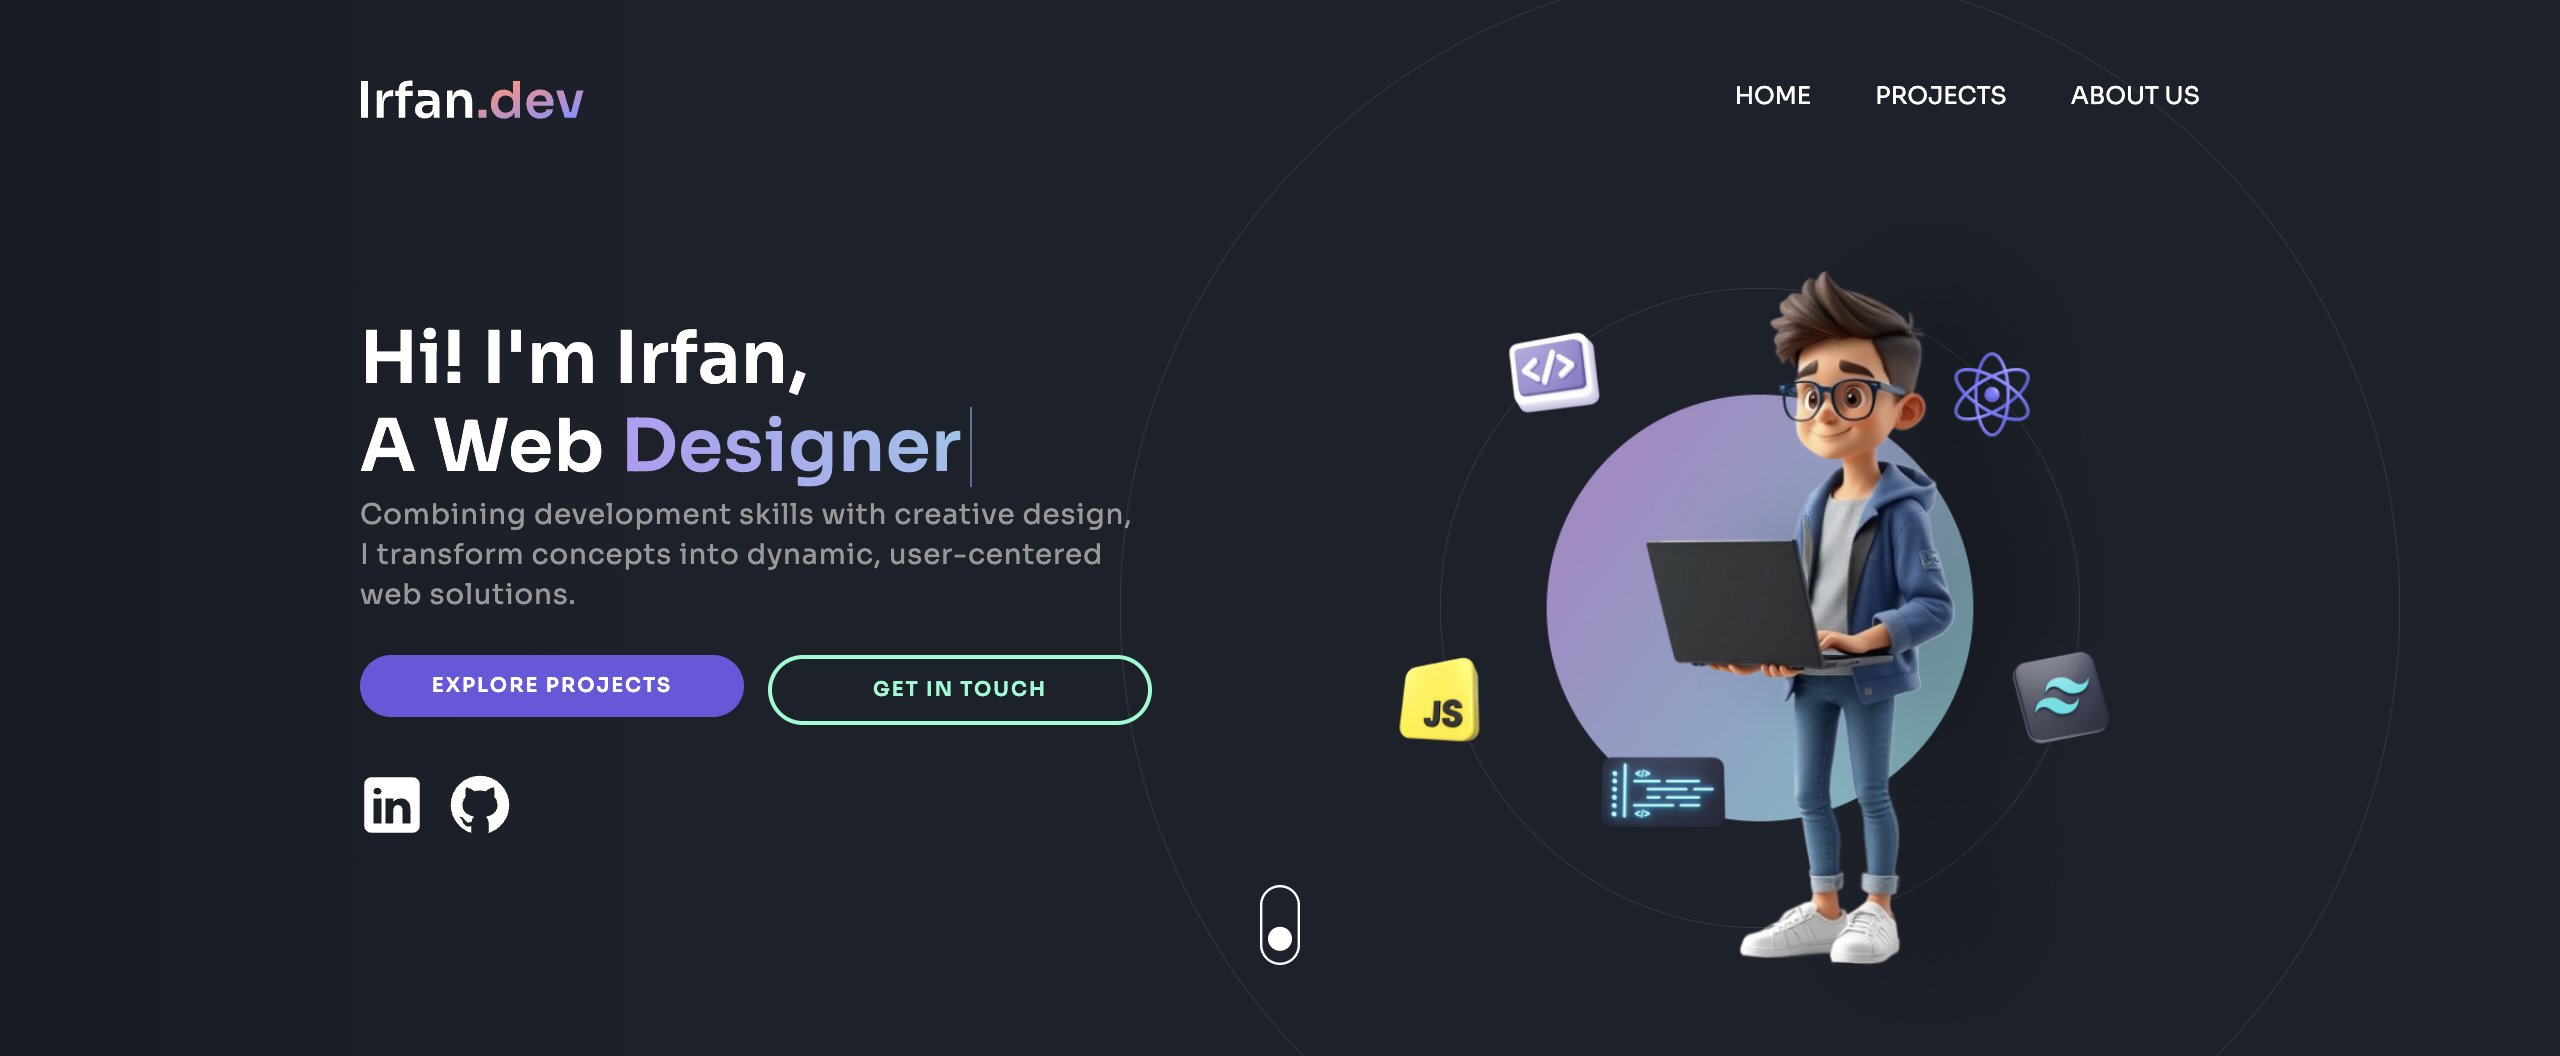 Irfan.dev
HOME PROJECTS ABOUT US
Hi! I'm Irfan,
A Web Designer
Combining development skills with creative design,
I transform concepts into dynamic, user-centered
web solutions.
EXPLORE PROJECTS
GET IN TOUCH
in
</>
JS
</>
</>